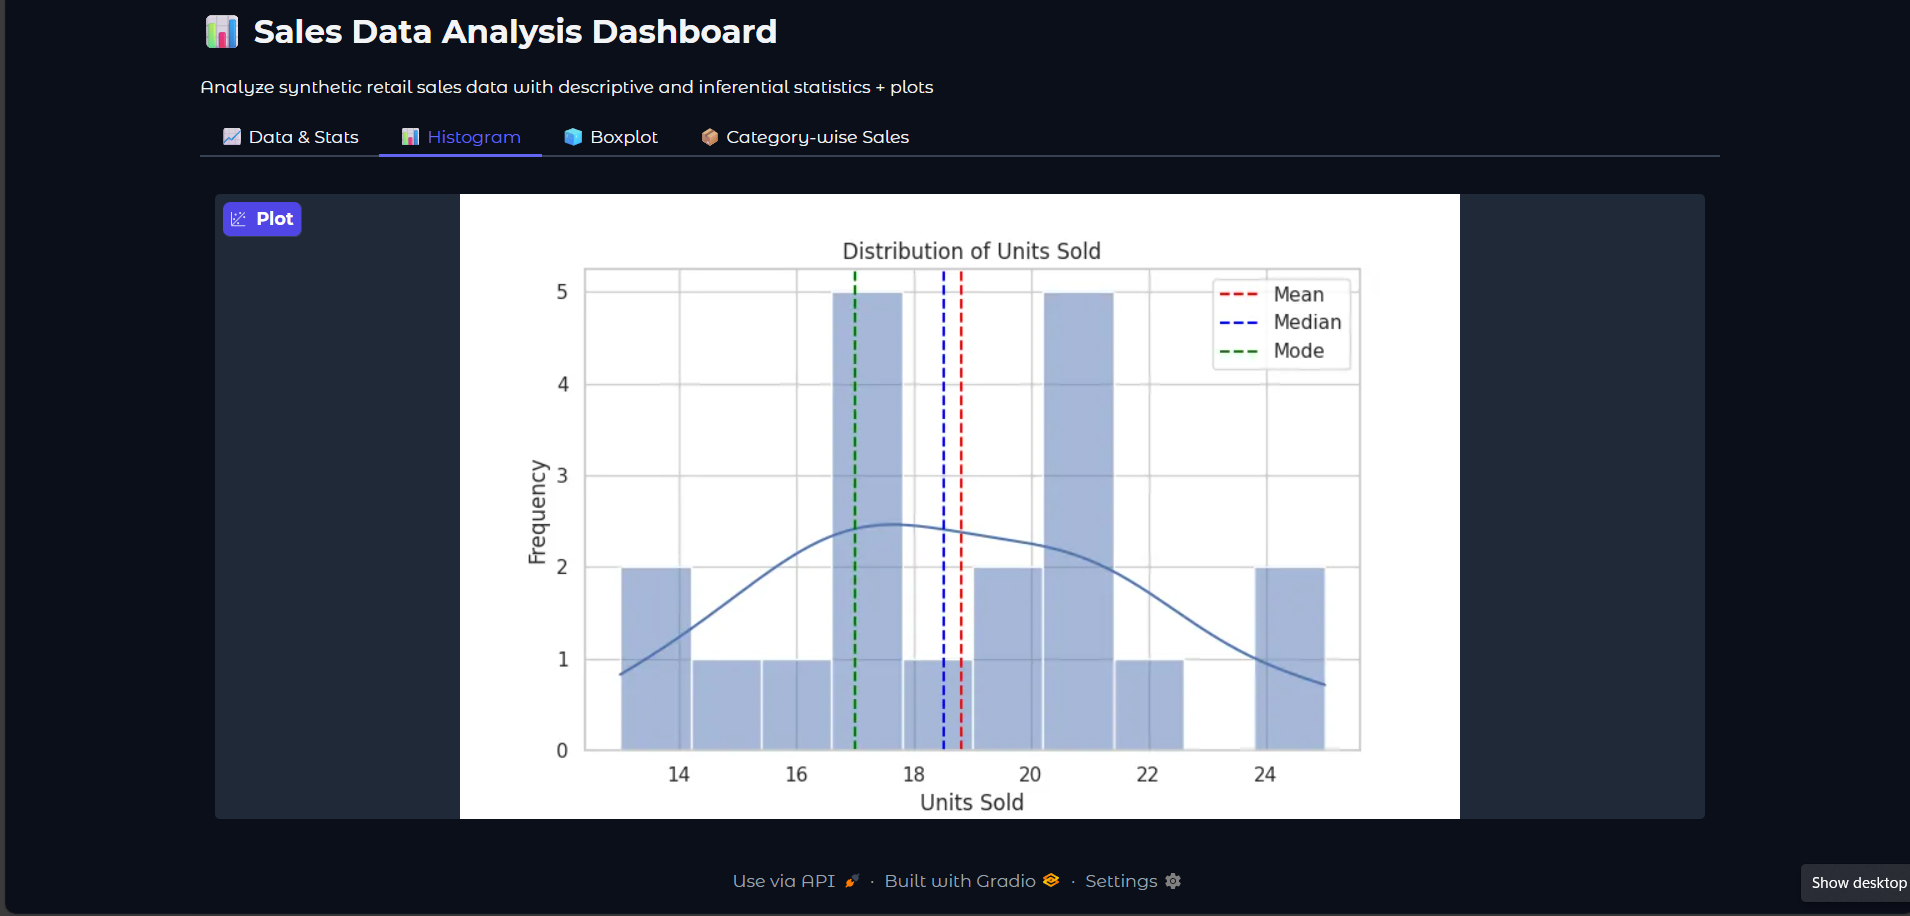 Sales Data Analysis Dashboard
Analyze synthetic retail sales data with descriptive and inferential statistics + plots
Data & Stats
Histogram
Boxplot
Category-wise Sales
Plot
Distribution of Units Sold
Mean
Median
Mode
Frequency
5
4
3
2
1
0
14 16 18 20 22 24
Units Sold
Use via API · Built with Gradio · Settings
Show desktop